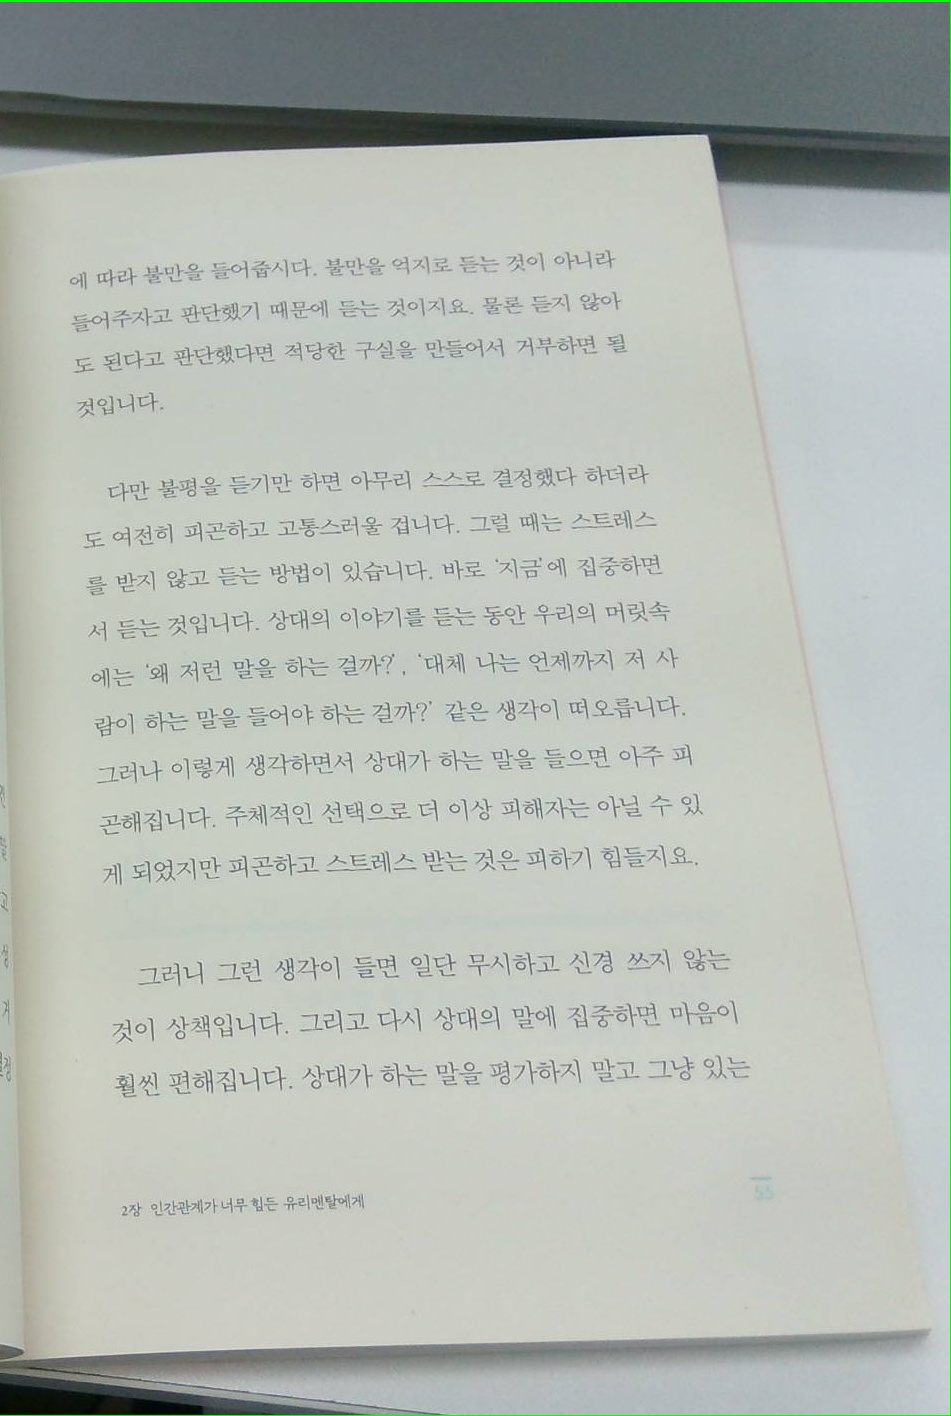 에 따라 불만을 들어줍시다. 불만을 억지로 듣는 것이 아니라
들어주자고 판단했기 때문에 듣는 것이지요. 물론 듣지 않아
도 된다고 판단했다면 적당한 구실을 만들어서 거부하면 될
것입니다.
다만 불평을 듣기만 하면 아무리 스스로 결정했다 하더라
도 여전히 피곤하고 고통스러울 겁니다. 그럴 때는 스트레스
를 받지 않고 듣는 방법이 있습니다. 바로 '지금'에 집중하면
서 듣는 것입니다. 상대의 이야기를 듣는 동안 우리의 머릿속
에는 '왜 저런 말을 하는 걸까?', '대체 나는 언제까지 저 사
람이 하는 말을 들어야 하는 걸까?' 같은 생각이 떠오릅니다.
그러나 이렇게 생각하면서 상대가 하는 말을 들으면 아주 피
곤해집니다. 주체적인 선택으로 더 이상 피해자는 아닐 수 있
게 되었지만 피곤하고 스트레스 받는 것은 피하기 힘들지요.
그러니 그런 생각이 들면 일단 무시하고 신경 쓰지 않는
것이 상책입니다. 그리고 다시 상대의 말에 집중하면 마음이
훨씬 편해집니다. 상대가 하는 말을 평가하지 말고 그냥 있는
2장 인간관계가 너무 힘든 유리멘탈에게
55